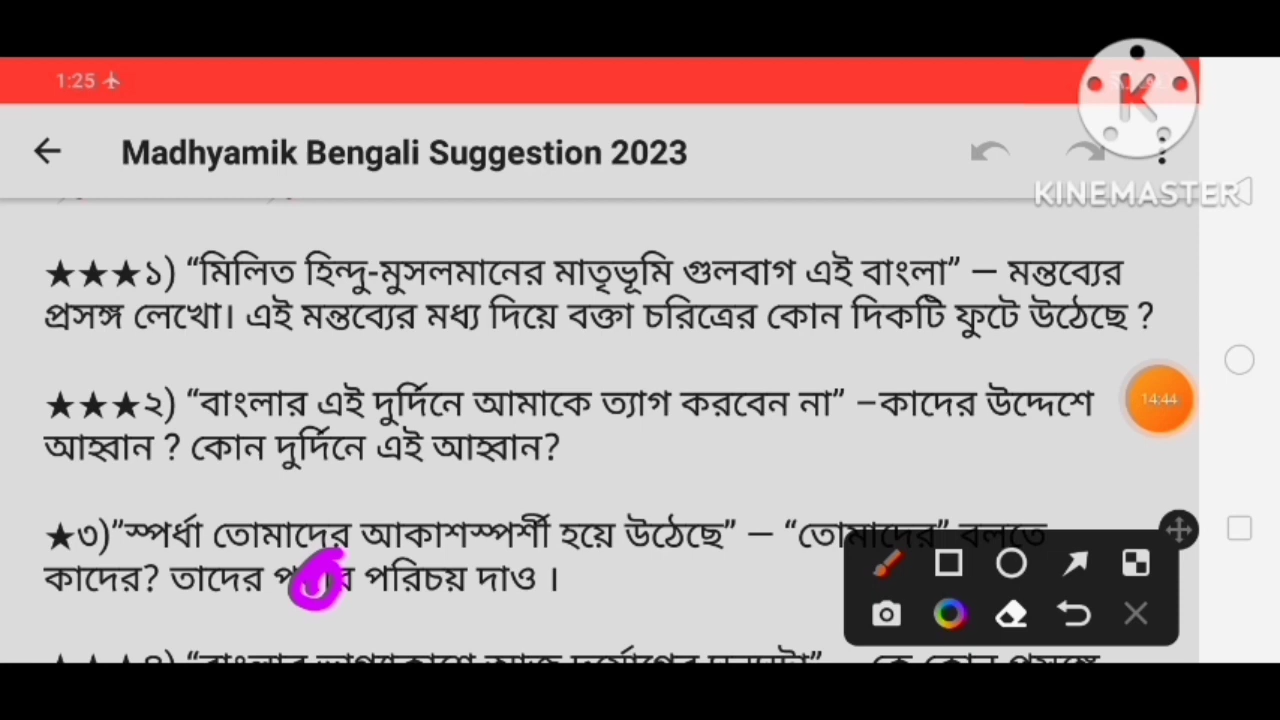 1:25
KINEMASTER
Madhyamik Bengali Suggestion 2023
★★★১) “মিলিত হিন্দু-মুসলমানের মাতৃভূমি গুলবাগ এই বাংলা” – মন্তব্যের
প্রসঙ্গ লেখো। এই মন্তব্যের মধ্য দিয়ে বক্তা চরিত্রের কোন দিকটি ফুটে উঠেছে ?
★★★২) “বাংলার এই দুর্দিনে আমাকে ত্যাগ করবেন না” –কাদের উদ্দেশে
আহ্বান ? কোন দুর্দিনে এই আহ্বান?
14:44
★৩)”স্পর্ধা তোমাদের আকাশস্পর্শী হয়ে উঠেছে” – “তোমাদের” বলতে
কাদের? তাদের পরিচয় দাও ।